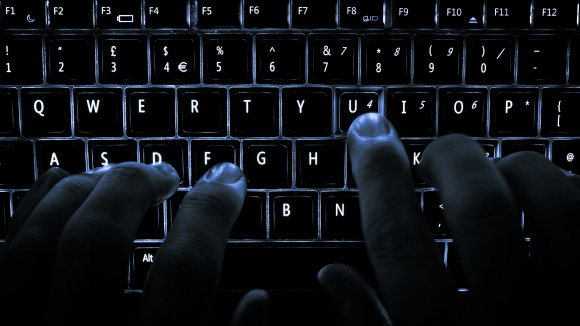 F1 F2 F3 F4 F5 F6 F7 F8 F9 F10 F11 F12
! " £ $ % ^ & 7 * 8 ( 9 ) / _
1 2 3 4 € 5 6 7 8 9 0 -
Q W E R T Y U 4 I 5 O 6 P * {
[
A S D F G H K @
B N <
,
Alt